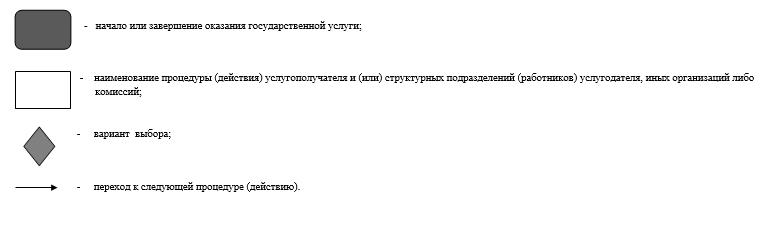 - начало или завершение оказания государственной услуги;
- наименование процедуры (действия) услугополучателя и (или) структурных подразделений (работников) услугодателя, иных организаций либо
комиссий;
- вариант выбора;
- переход к следующей процедуре (действию).